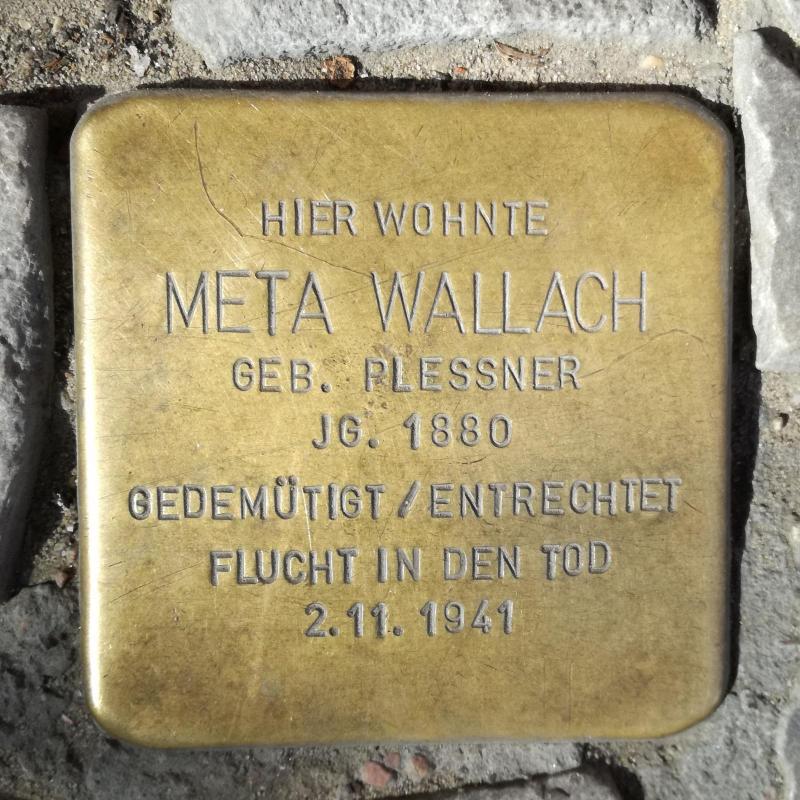 HIER WOHNTE
META WALLACH
GEB. PLESSNER
JG. 1880
GEDEMÜTIGT / ENTRECHTET
FLUCHT IN DEN TOD
2.11. 1941